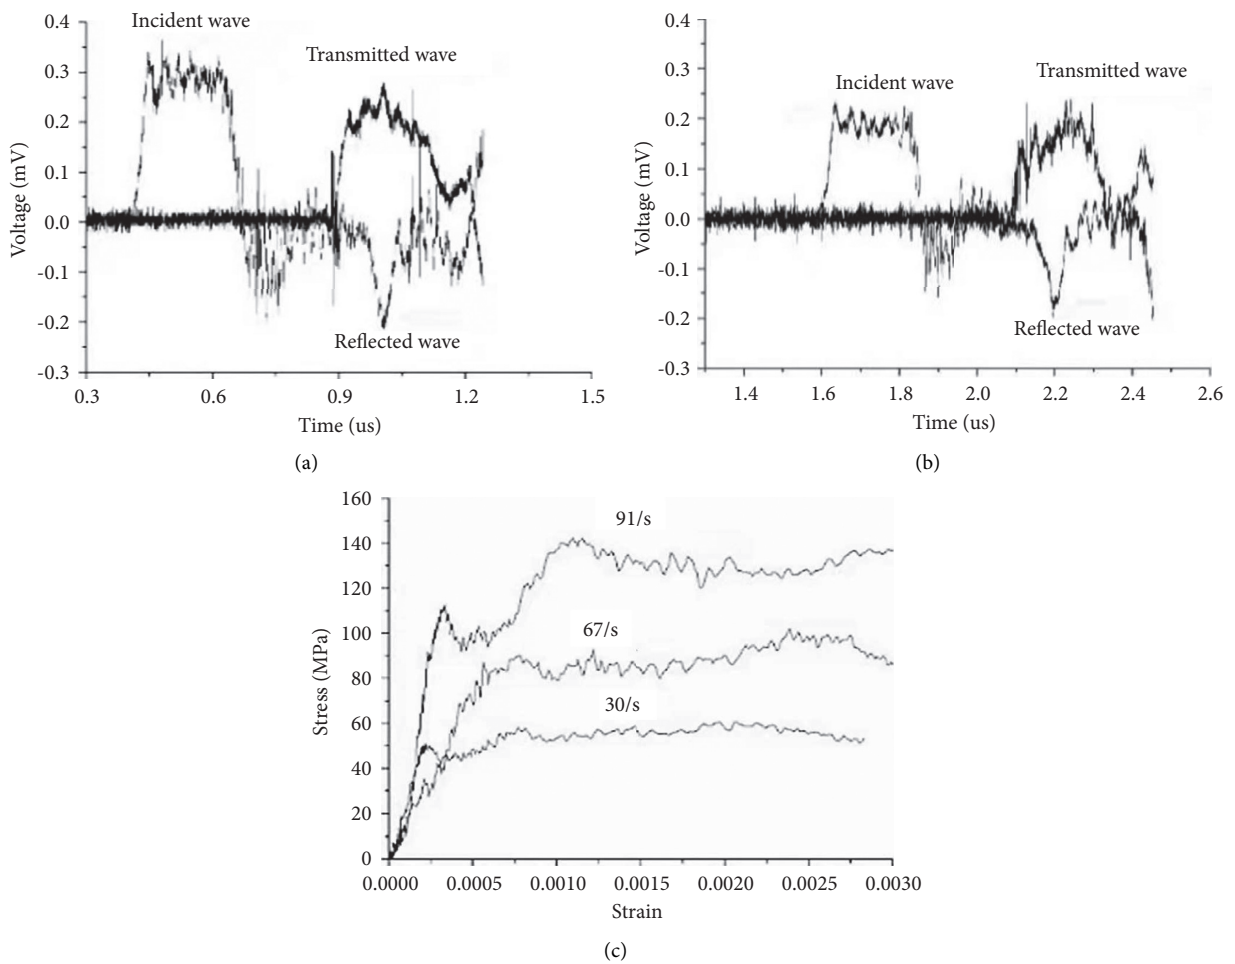 0.4
0.3
0.2
0.1
0.0
-0.1
-0.2
-0.3
Voltage (mV)
Incident wave
Transmitted wave
Reflected wave
0.3 0.6 0.9 1.2 1.5
Time (us)
(a)
0.4
0.3
0.2
0.1
0.0
-0.1
-0.2
-0.3
Voltage (mV)
Incident wave
Transmitted wave
Reflected wave
1.4 1.6 1.8 2.0 2.2 2.4 2.6
Time (us)
(b)
160
140
120
100
80
60
40
20
0
Stress (MPa)
91/s
67/s
30/s
0.0000 0.0005 0.0010 0.0015 0.0020 0.0025 0.0030
Strain
(c)